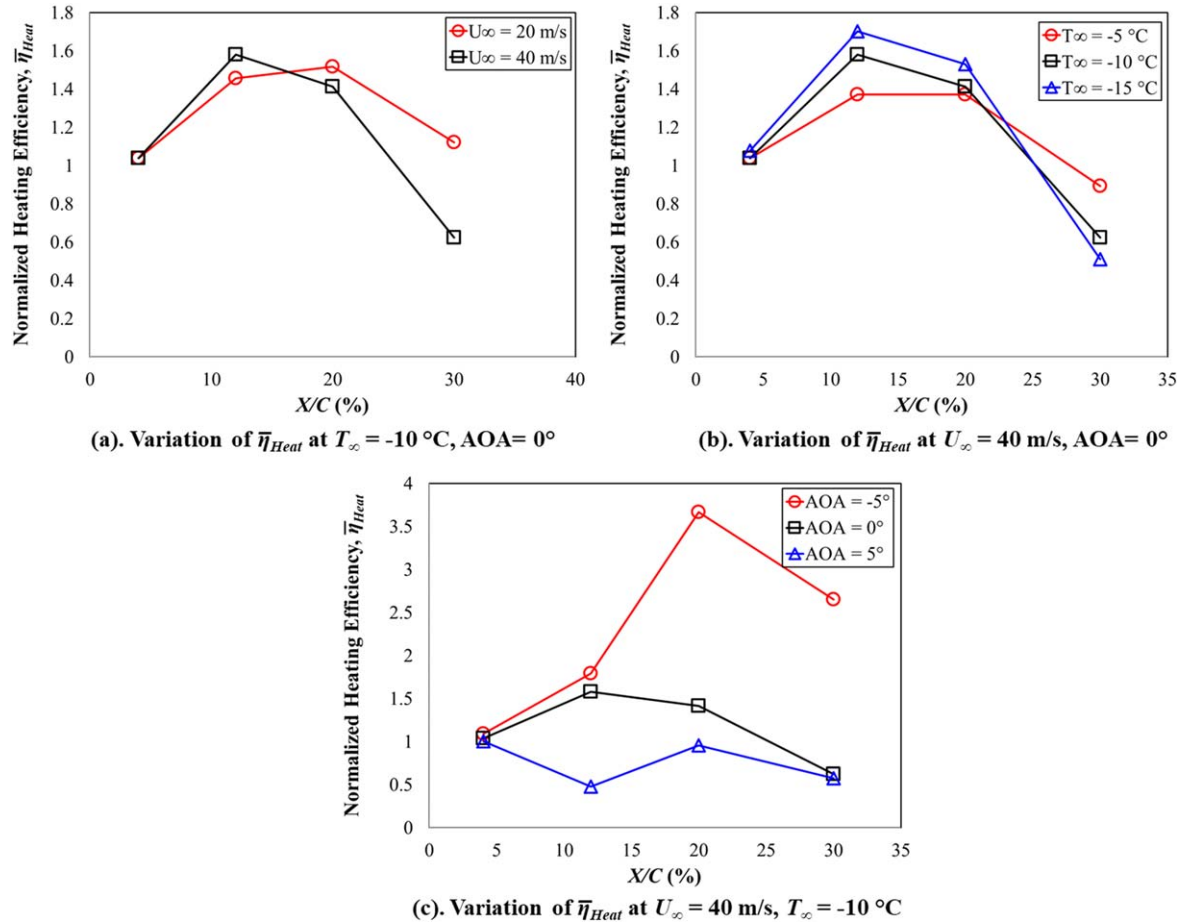 Normalized Heating Efficiency, η̅Heat
1.8
1.6
1.4
1.2
1
0.8
0.6
0.4
0.2
0
0
10
20
30
40
U∞ = 20 m/s
U∞ = 40 m/s
X/C (%)
(a). Variation of η̅Heat at T∞ = -10 °C, AOA= 0°
Normalized Heating Efficiency, η̅Heat
1.8
1.6
1.4
1.2
1
0.8
0.6
0.4
0.2
0
0
5
10
15
20
25
30
35
T∞ = -5 °C
T∞ = -10 °C
T∞ = -15 °C
X/C (%)
(b). Variation of η̅Heat at U∞ = 40 m/s, AOA= 0°
Normalized Heating Efficiency, η̅Heat
4
3.5
3
2.5
2
1.5
1
0.5
0
0
5
10
15
20
25
30
35
AOA = -5°
AOA = 0°
AOA = 5°
X/C (%)
(c). Variation of η̅Heat at U∞ = 40 m/s, T∞ = -10 °C